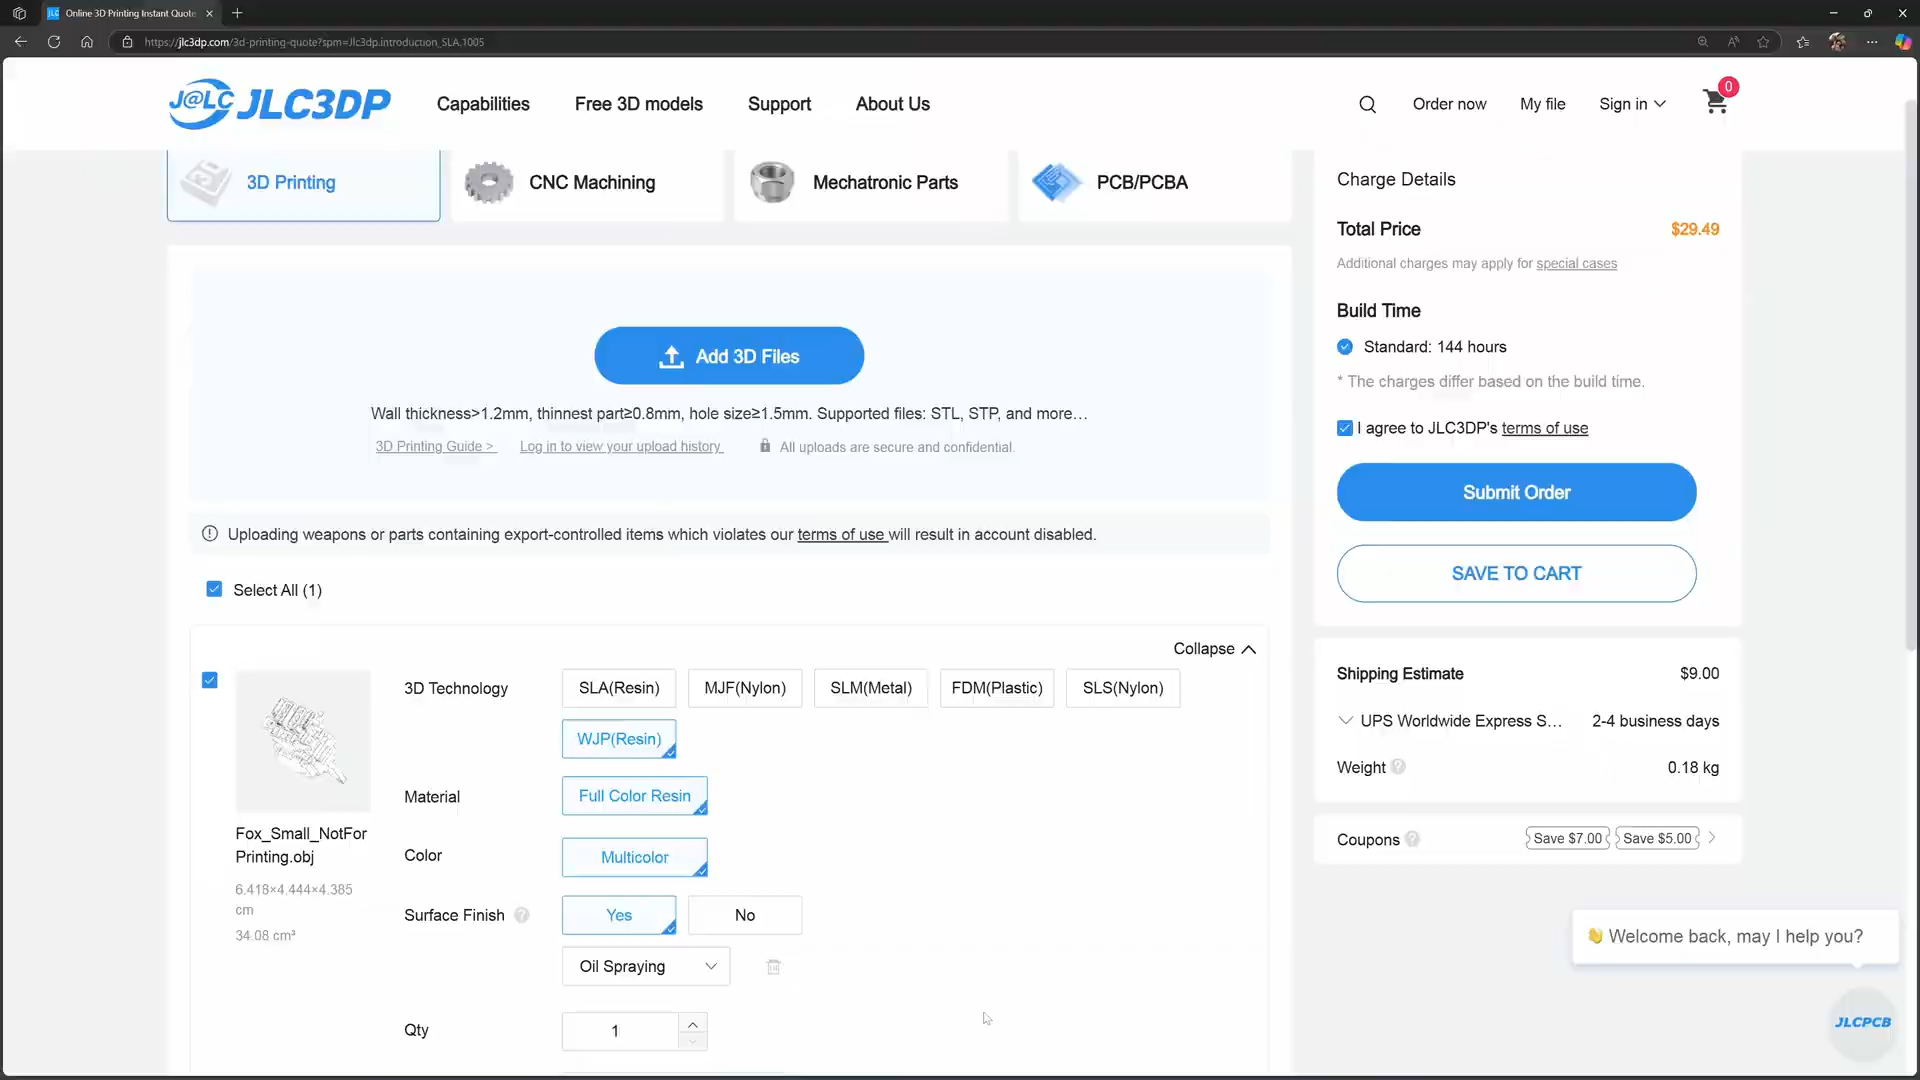 Online 3D Printing Instant Quote
https://jlc3dp.com/3d-printing-quote?spm=Jlc3dp.introduction_SLA.1005
J@LC JLC3DP
Capabilities
Free 3D models
Support
About Us
Order now
My file
Sign in
0
3D Printing
CNC Machining
Mechatronic Parts
PCB/PCBA
Add 3D Files
Wall thickness>1.2mm, thinnest part≥0.8mm, hole size≥1.5mm. Supported files: STL, STP, and more…
3D Printing Guide >
Log in to view your upload history
All uploads are secure and confidential.
Uploading weapons or parts containing export-controlled items which violates our terms of use will result in account disabled.
Select All (1)
Collapse
Fox_Small_NotFor
Printing.obj
6.418×4.444×4.385
cm
34.08 cm³
3D Technology
SLA(Resin)
MJF(Nylon)
SLM(Metal)
FDM(Plastic)
SLS(Nylon)
WJP(Resin)
Material
Full Color Resin
Color
Multicolor
Surface Finish
Yes
No
Oil Spraying
Qty
1
Charge Details
Total Price $29.49
Additional charges may apply for special cases
Build Time
Standard: 144 hours
* The charges differ based on the build time.
I agree to JLC3DP's terms of use
Submit Order
SAVE TO CART
Shipping Estimate $9.00
UPS Worldwide Express S... 2-4 business days
Weight 0.18 kg
Coupons Save $7.00 Save $5.00
👋 Welcome back, may I help you?
JLCPCB